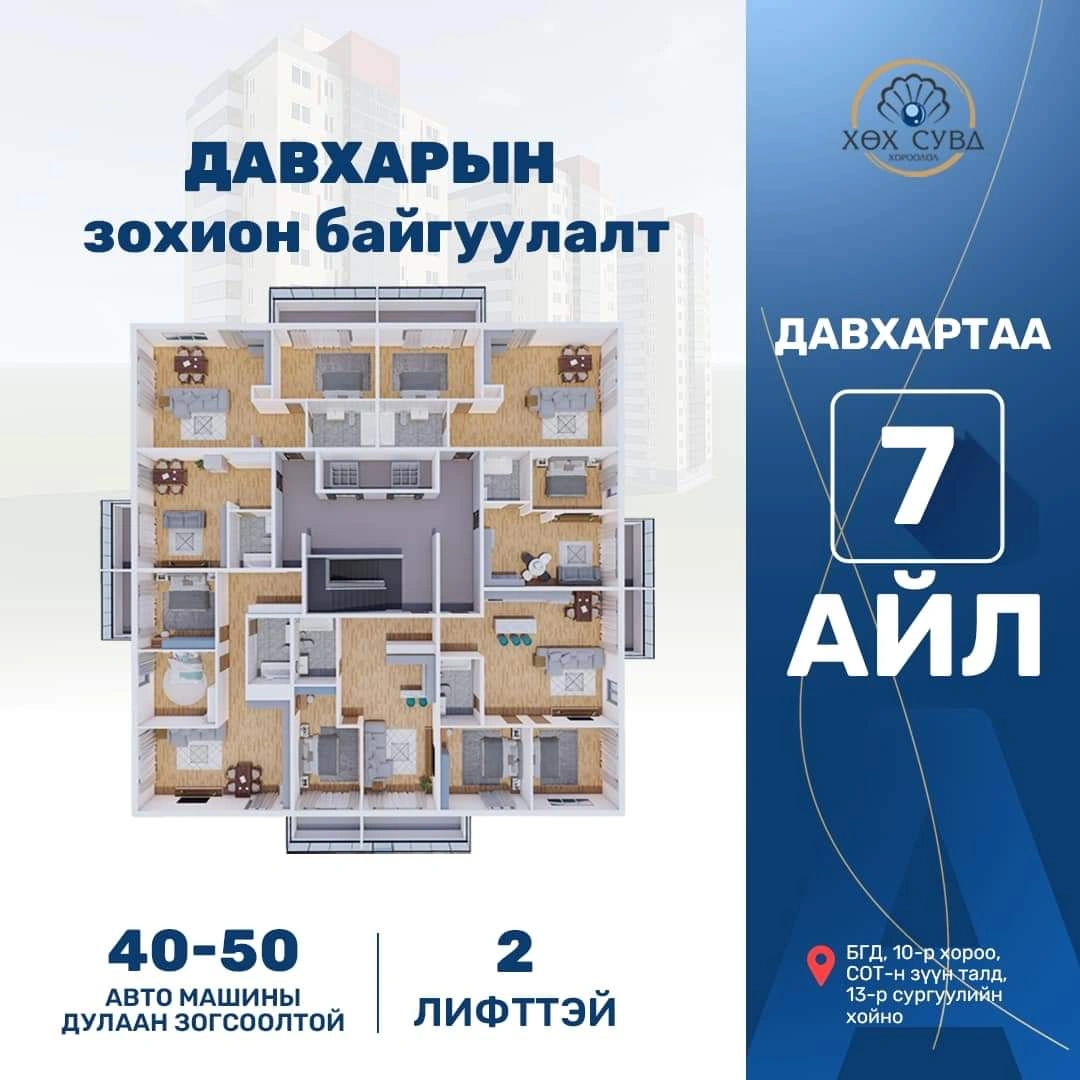 ДАВХАРЫН
зохион байгуулалт
ХӨХ СУВД
ХОРООЛОЛ
ДАВХАРТАА
7
АЙЛ
40-50
АВТО МАШИНЫ
ДУЛААН ЗОГСООЛТОЙ
2
ЛИФТТЭЙ
БГД, 10-р хороо,
СОТ-н зүүн талд,
13-р сургуулийн
хойно